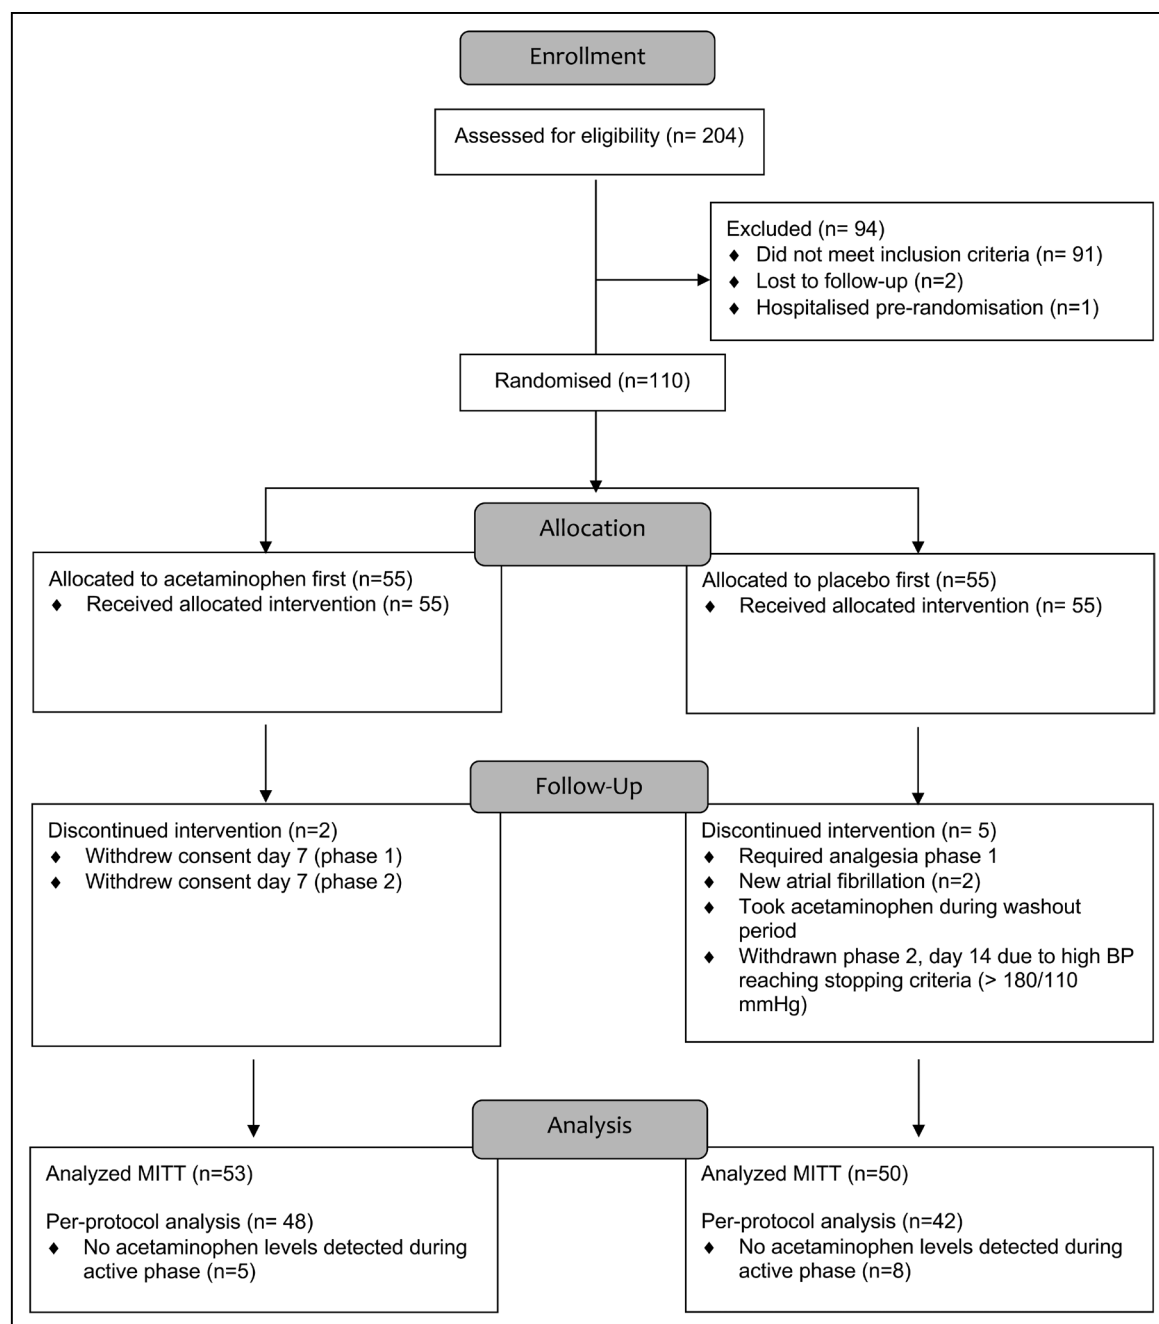 Enrollment
Assessed for eligibility (n= 204)
Excluded (n= 94)
♦ Did not meet inclusion criteria (n= 91)
♦ Lost to follow-up (n=2)
♦ Hospitalised pre-randomisation (n=1)
Randomised (n=110)
Allocation
Allocated to acetaminophen first (n=55)
♦ Received allocated intervention (n= 55)
Allocated to placebo first (n=55)
♦ Received allocated intervention (n= 55)
Follow-Up
Discontinued intervention (n=2)
♦ Withdrew consent day 7 (phase 1)
♦ Withdrew consent day 7 (phase 2)
Discontinued intervention (n= 5)
♦ Required analgesia phase 1
♦ New atrial fibrillation (n=2)
♦ Took acetaminophen during washout
period
♦ Withdrawn phase 2, day 14 due to high BP
reaching stopping criteria (> 180/110
mmHg)
Analysis
Analyzed MITT (n=53)
Per-protocol analysis (n= 48)
♦ No acetaminophen levels detected during
active phase (n=5)
Analyzed MITT (n=50)
Per-protocol analysis (n=42)
♦ No acetaminophen levels detected during
active phase (n=8)